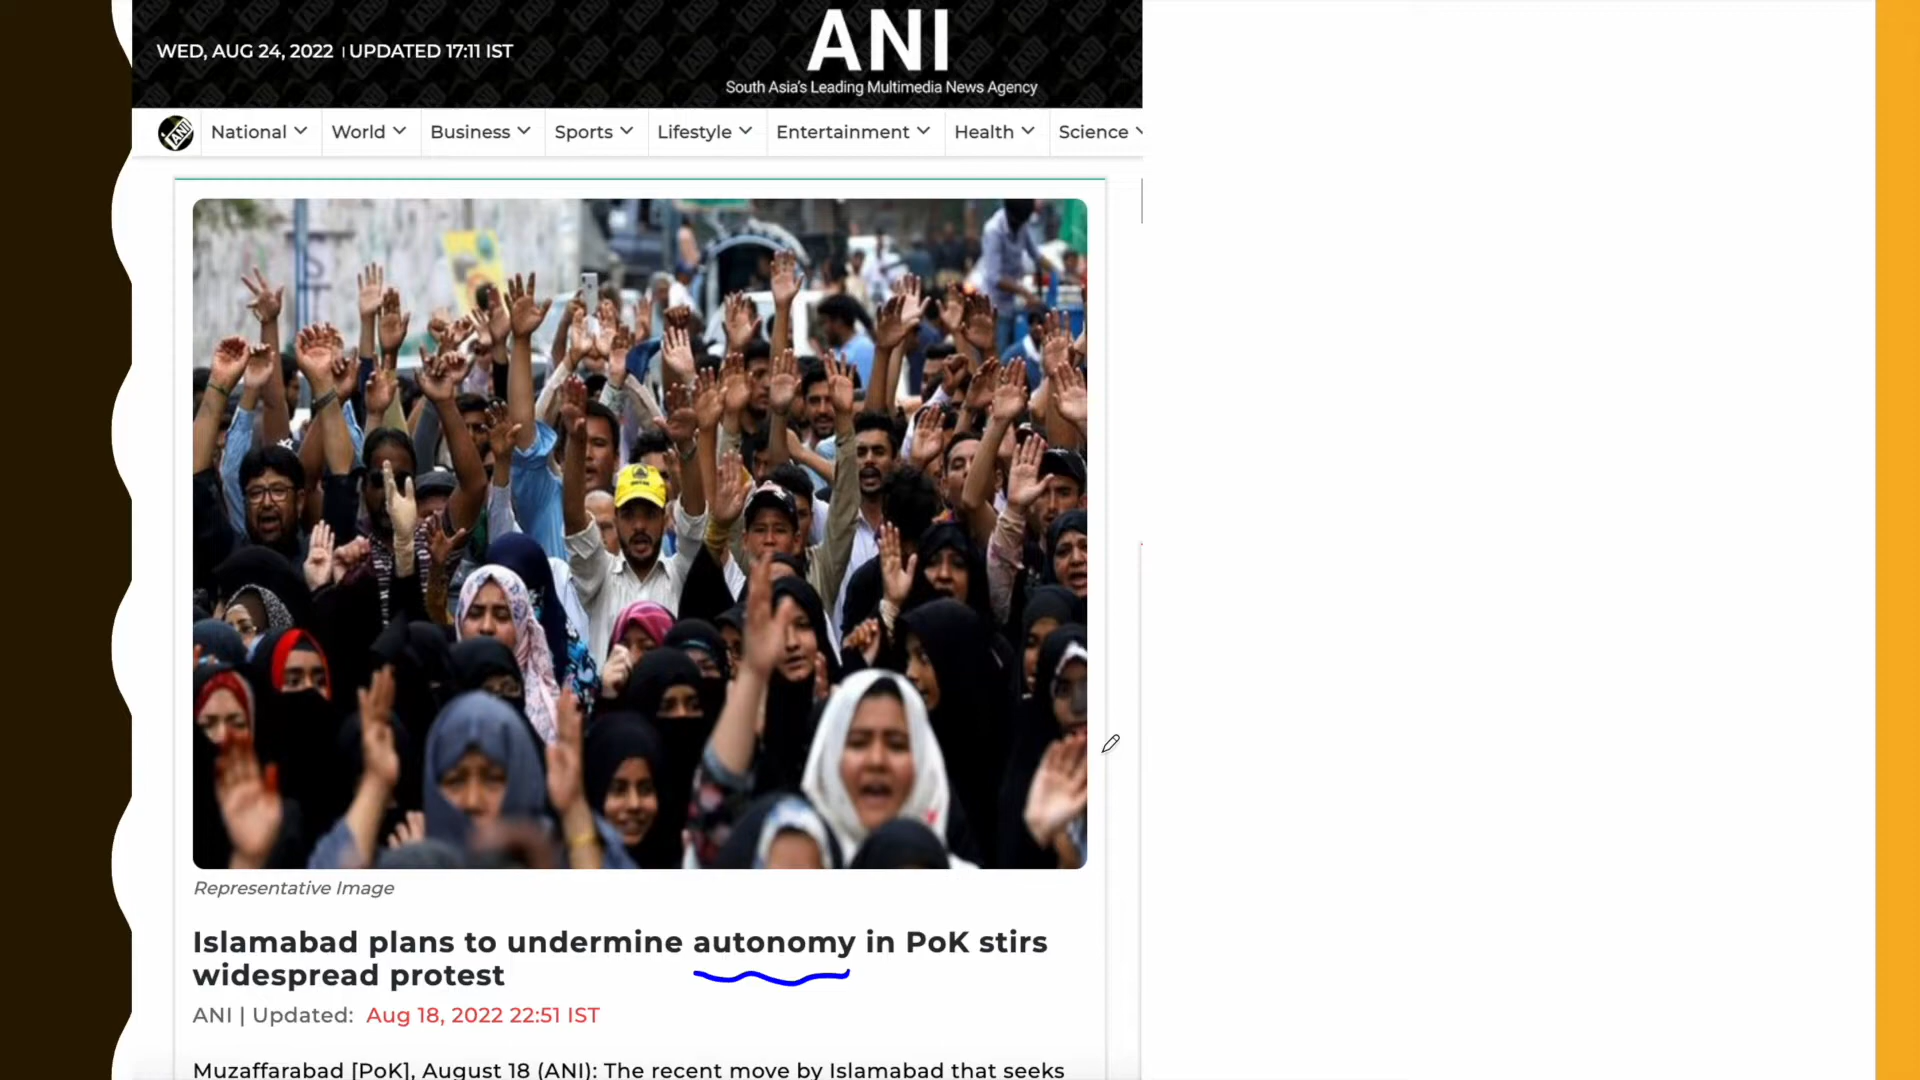 WED, AUG 24, 2022 | UPDATED 17:11 IST
ANI
South Asia's Leading Multimedia News Agency
ANI
National
World
Business
Sports
Lifestyle
Entertainment
Health
Science
Representative Image
Islamabad plans to undermine autonomy in PoK stirs
widespread protest
ANI | Updated: Aug 18, 2022 22:51 IST
Muzaffarabad [PoK], August 18 (ANI): The recent move by Islamabad that seeks